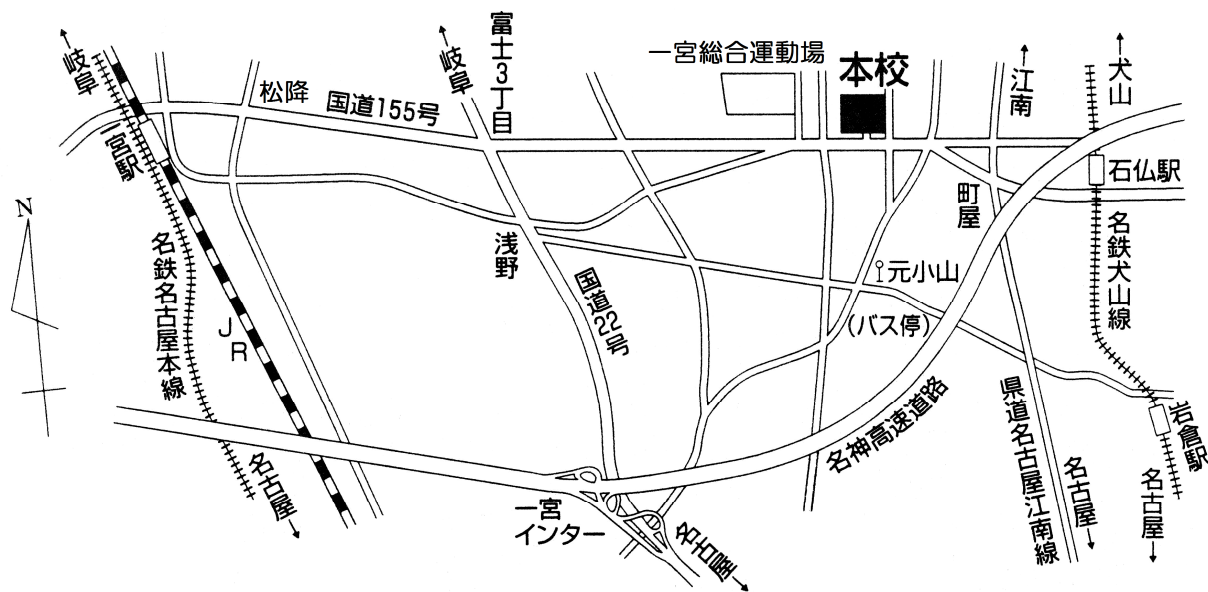 ←岐阜
一宮駅
松降
国道155号
←岐阜
富士3丁目
一宮総合運動場
本校
←江南
←犬山
石仏駅
町屋
名鉄犬山線
N
名鉄名古屋本線
JR
浅野
国道22号
元小山
(バス停)
名神高速道路
県道名古屋江南線
岩倉駅
名古屋→
一宮
インター
名古屋→
名古屋→
名古屋→